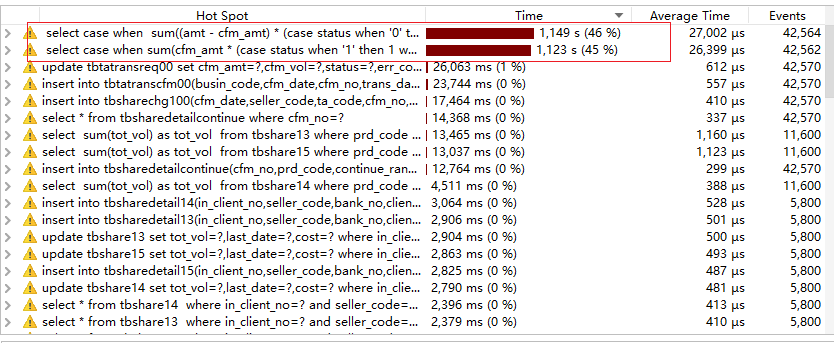 Hot Spot Time Average Time Events
select case when sum((amt - cfm_amt) * (case status when '0' t... 1,149 s (46 %) 27,002 µs 42,564
select case when sum(cfm_amt * (case status when '1' then 1 w... 1,123 s (45 %) 26,399 µs 42,562
update tbtatransreq00 set cfm_amt=?,cfm_vol=?,status=?,err_co... 26,063 ms (1 %) 612 µs 42,570
insert into tbtatranscfm00(busin_code,cfm_date,cfm_no,trans_da... 23,744 ms (0 %) 557 µs 42,570
insert into tbsharechg100(cfm_date,seller_code,ta_code,cfm_no,... 17,464 ms (0 %) 410 µs 42,570
select * from tbsharedetailcontinue where cfm_no=? 14,368 ms (0 %) 337 µs 42,570
select sum(tot_vol) as tot_vol from tbshare13 where prd_code ... 13,465 ms (0 %) 1,160 µs 11,600
select sum(tot_vol) as tot_vol from tbshare15 where prd_code ... 13,037 ms (0 %) 1,123 µs 11,600
insert into tbsharedetailcontinue(cfm_no,prd_code,continue_ran... 12,764 ms (0 %) 299 µs 42,570
select sum(tot_vol) as tot_vol from tbshare14 where prd_code ... 4,511 ms (0 %) 388 µs 11,600
insert into tbsharedetail14(in_client_no,seller_code,bank_no,clien... 3,064 ms (0 %) 528 µs 5,800
insert into tbsharedetail13(in_client_no,seller_code,bank_no,clien... 2,906 ms (0 %) 501 µs 5,800
update tbshare13 set tot_vol=?,last_date=?,cost=? where in_clie... 2,904 ms (0 %) 500 µs 5,800
update tbshare15 set tot_vol=?,last_date=?,cost=? where in_clie... 2,863 ms (0 %) 493 µs 5,800
insert into tbsharedetail15(in_client_no,seller_code,bank_no,clien... 2,825 ms (0 %) 487 µs 5,800
update tbshare14 set tot_vol=?,last_date=?,cost=? where in_clie... 2,790 ms (0 %) 481 µs 5,800
select * from tbshare14 where in_client_no=? and seller_code=... 2,396 ms (0 %) 413 µs 5,800
select * from tbshare13 where in_client_no=? and seller_code=... 2,379 ms (0 %) 410 µs 5,800